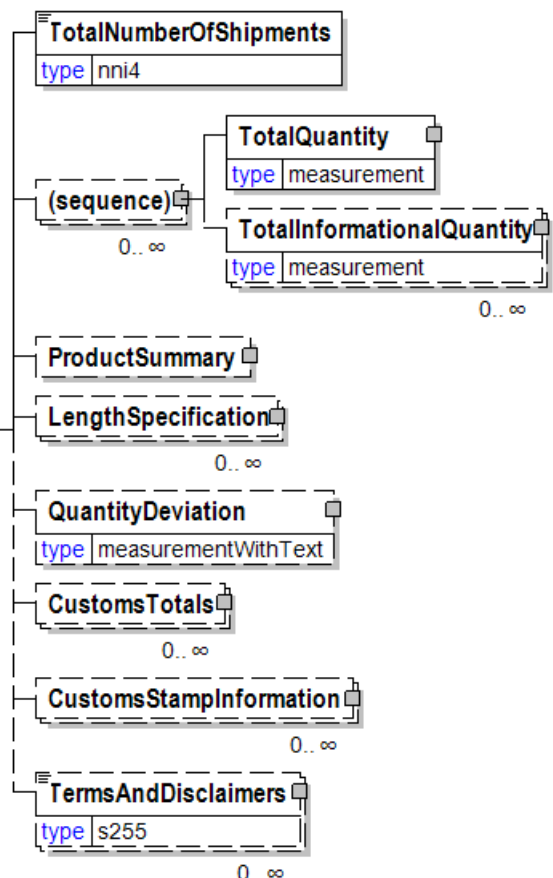 TotalNumberOfShipments
type nni4
TotalQuantity
type measurement
(sequence)
0.. ∞
TotalInformationalQuantity
type measurement
0.. ∞
ProductSummary
LengthSpecification
0.. ∞
QuantityDeviation
type measurementWithText
CustomsTotals
0.. ∞
CustomsStampInformation
0.. ∞
TermsAndDisclaimers
type s255
0.. ∞